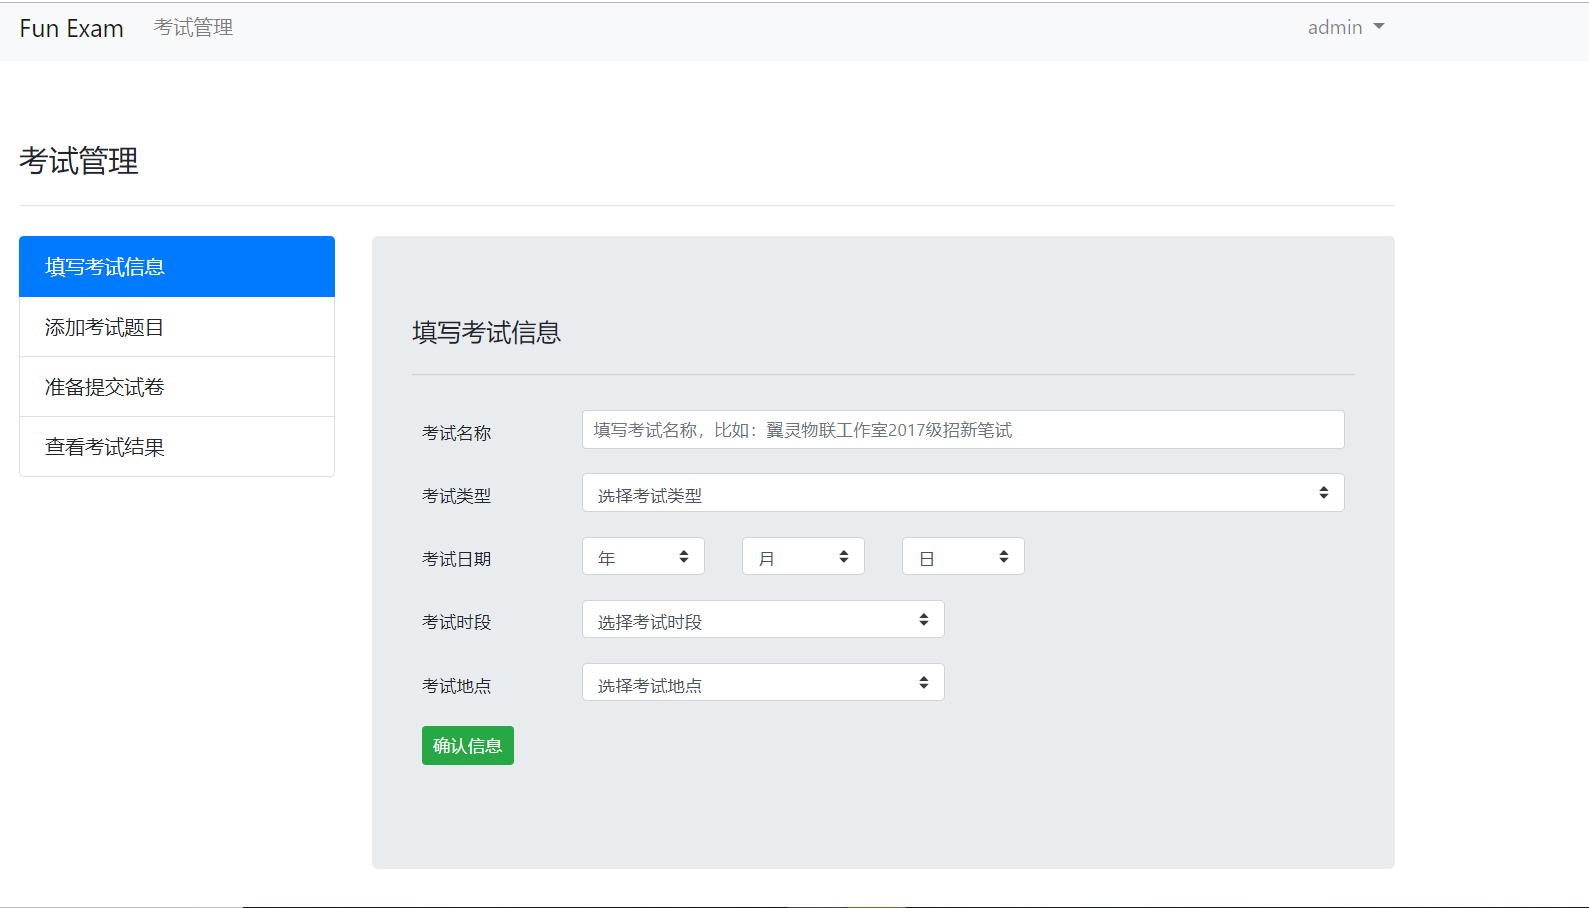 Fun Exam 考试管理 admin
考试管理
填写考试信息
添加考试题目
准备提交试卷
查看考试结果
填写考试信息
考试名称 填写考试名称，比如：翼灵物联工作室2017级招新笔试
考试类型 选择考试类型
考试日期 年 月 日
考试时段 选择考试时段
考试地点 选择考试地点
确认信息